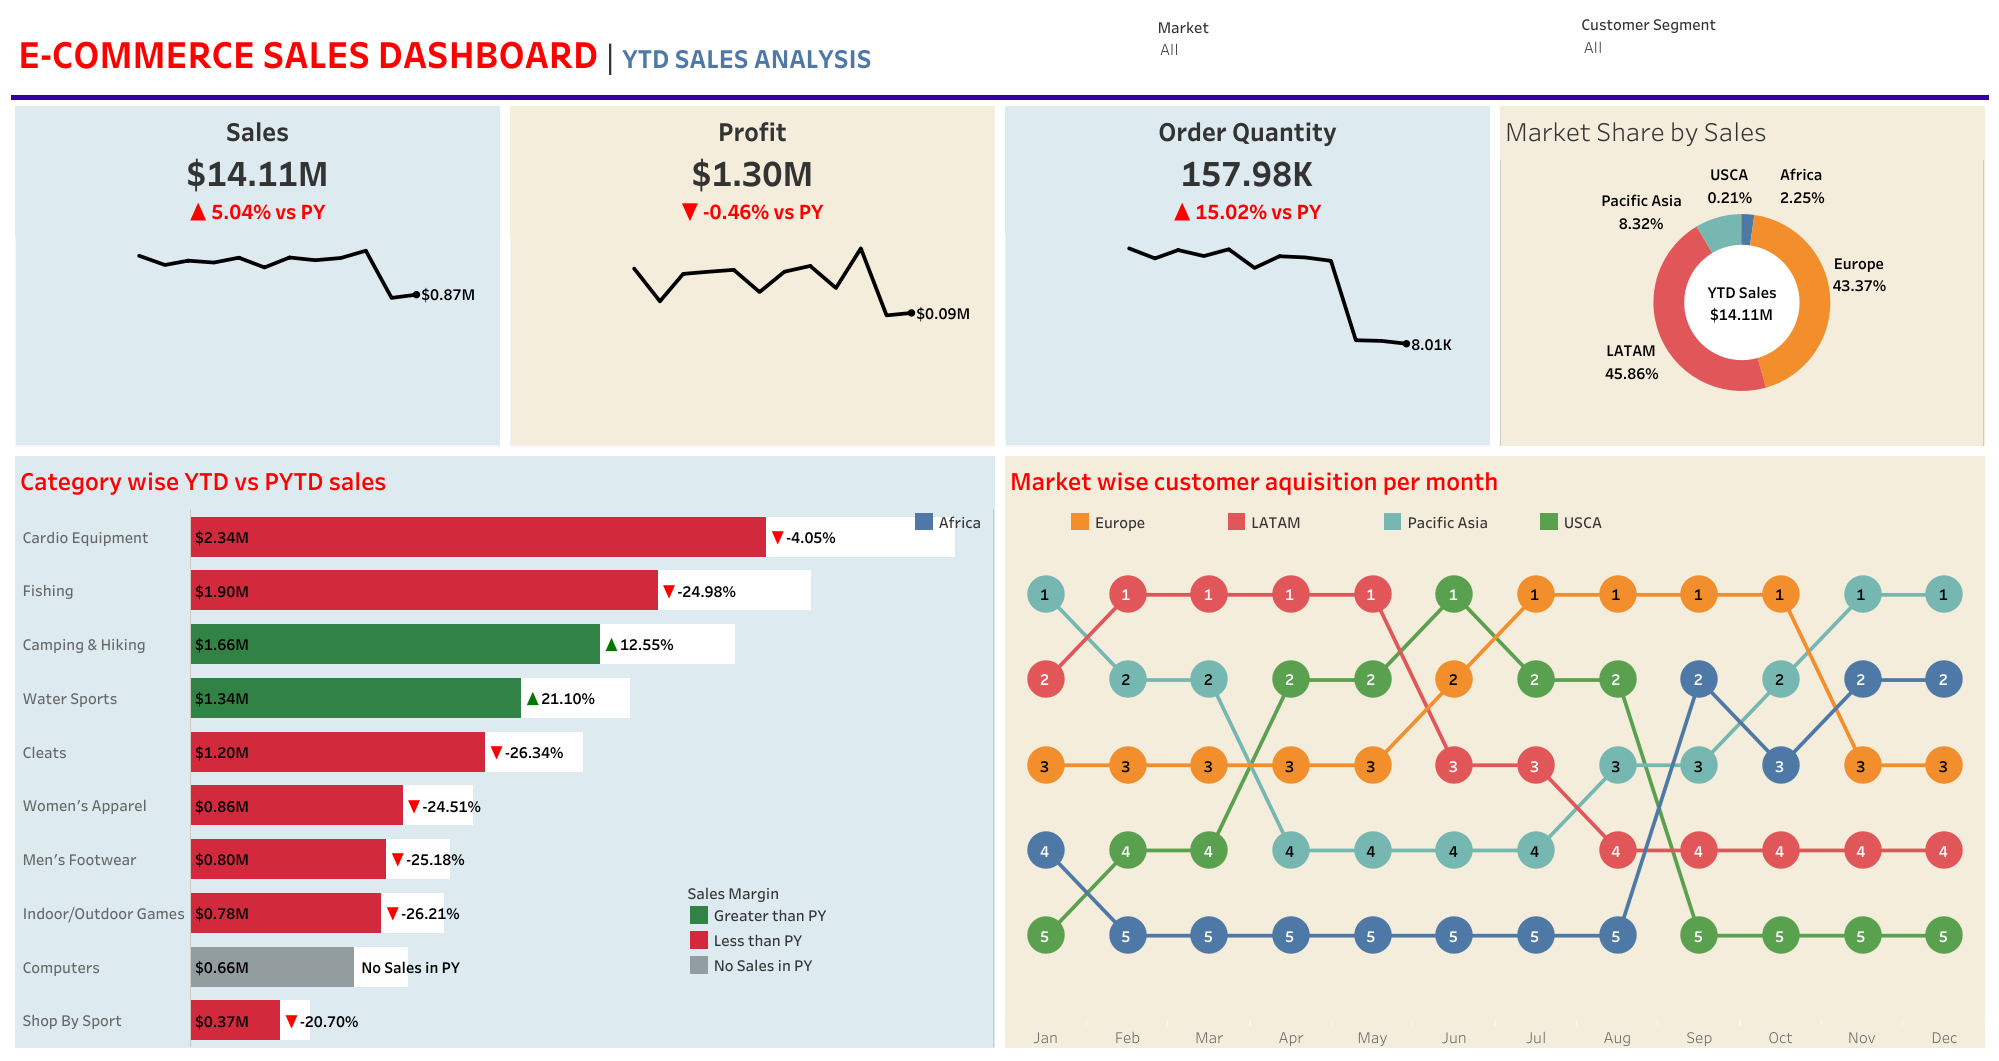 Market
Customer Segment
All
All
E-COMMERCE SALES DASHBOARD | YTD SALES ANALYSIS
Sales
$14.11M
▲ 5.04% vs PY
$0.87M
Profit
$1.30M
▼ -0.46% vs PY
$0.09M
Order Quantity
157.98K
▲ 15.02% vs PY
8.01K
Market Share by Sales
USCA
0.21%
Africa
2.25%
Pacific Asia
8.32%
Europe
43.37%
YTD Sales
$14.11M
LATAM
45.86%
Category wise YTD vs PYTD sales
Cardio Equipment $2.34M ▼ -4.05%
Fishing $1.90M ▼ -24.98%
Camping & Hiking $1.66M ▲ 12.55%
Water Sports $1.34M ▲ 21.10%
Cleats $1.20M ▼ -26.34%
Women's Apparel $0.86M ▼ -24.51%
Men's Footwear $0.80M ▼ -25.18%
Indoor/Outdoor Games $0.78M ▼ -26.21%
Computers $0.66M No Sales in PY
Shop By Sport $0.37M ▼ -20.70%
Sales Margin
Greater than PY
Less than PY
No Sales in PY
Market wise customer aquisition per month
Africa Europe LATAM Pacific Asia USCA
1 1 1 1 1 1 1 1 1 1 1 1
2 2 2 2 2 2 2 2 2 2 2 2
3 3 3 3 3 3 3 3 3 3 3 3
4 4 4 4 4 4 4 4 4 4 4 4
5 5 5 5 5 5 5 5 5 5 5 5
Jan Feb Mar Apr May Jun Jul Aug Sep Oct Nov Dec